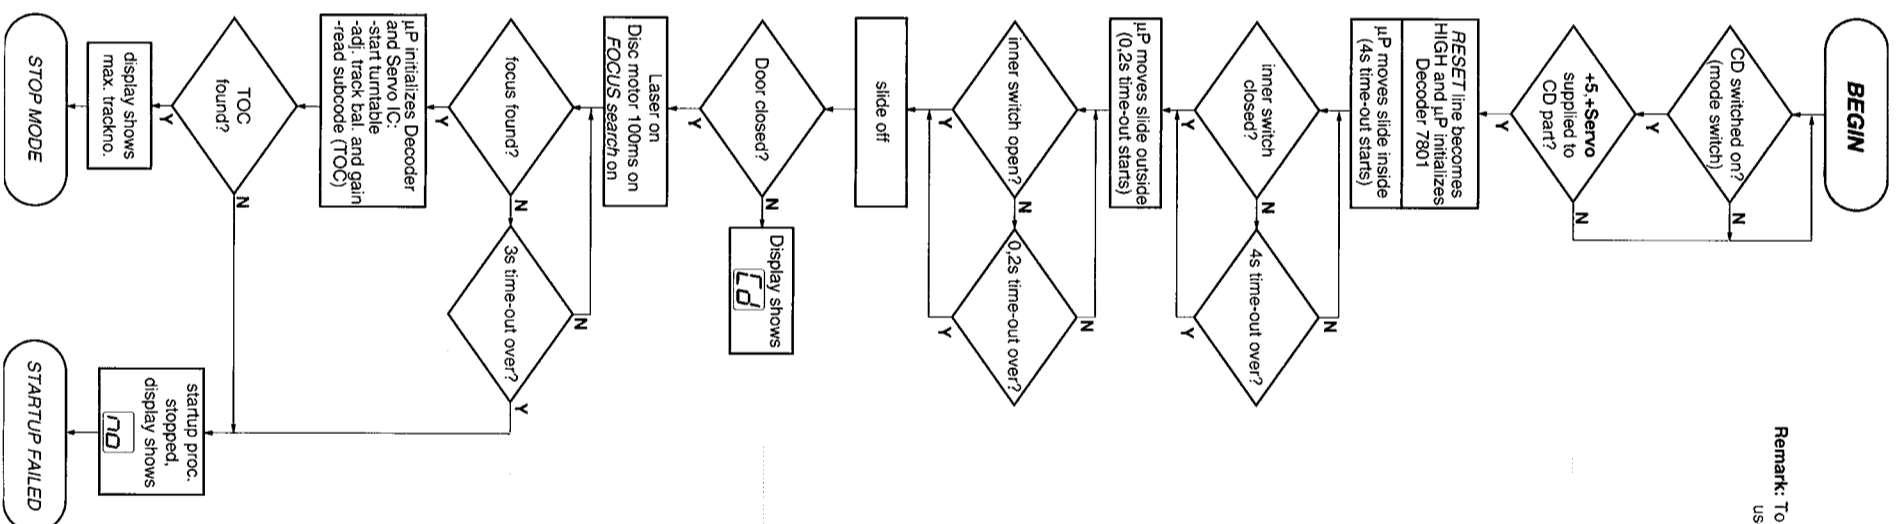 BEGIN
CD switched on?
(mode switch)
N
Y
+5,+Servo
supplied to
CD part?
N
Y
RESET line becomes
HIGH and µP initializes
Decoder 7801
µP moves slide inside
(4s time-out starts)
inner switch
closed?
N
Y
4s time-out over?
N
Y
µP moves slide outside
(0,2s time-out starts)
inner switch open?
N
Y
0,2s time-out over?
N
Y
slide off
Door closed?
N
Y
Display shows
Cd
Laser on
Disc motor 100ms on
FOCUS search on
focus found?
N
Y
3s time-out over?
N
Y
µP initializes Decoder
and Servo IC:
-start turntable
-adj. track bal. and gain
-read subcode (TOC)
TOC
found?
N
Y
display shows
max. trackno.
STOP MODE
startup proc.
stopped,
display shows
no
STARTUP FAILED
Remark: To
us